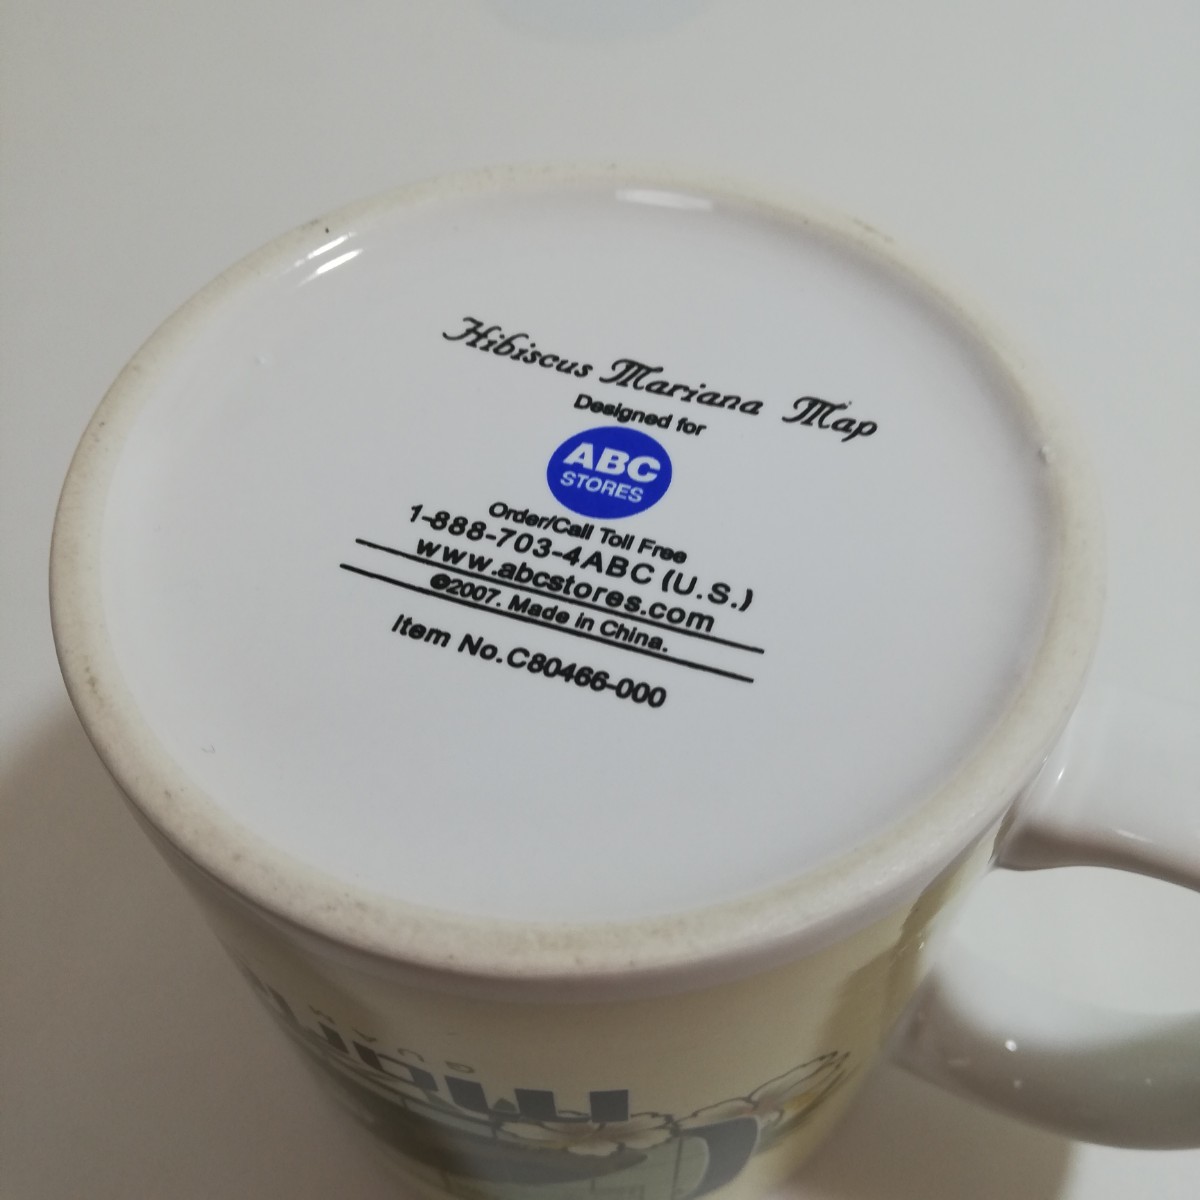 Hibiscus Mariana Map
Designed for
ABC
STORES
Order/Call Toll Free
1-888-703-4ABC (U.S.)
www.abcstores.com
©2007. Made in China.
Item No.C80466-000